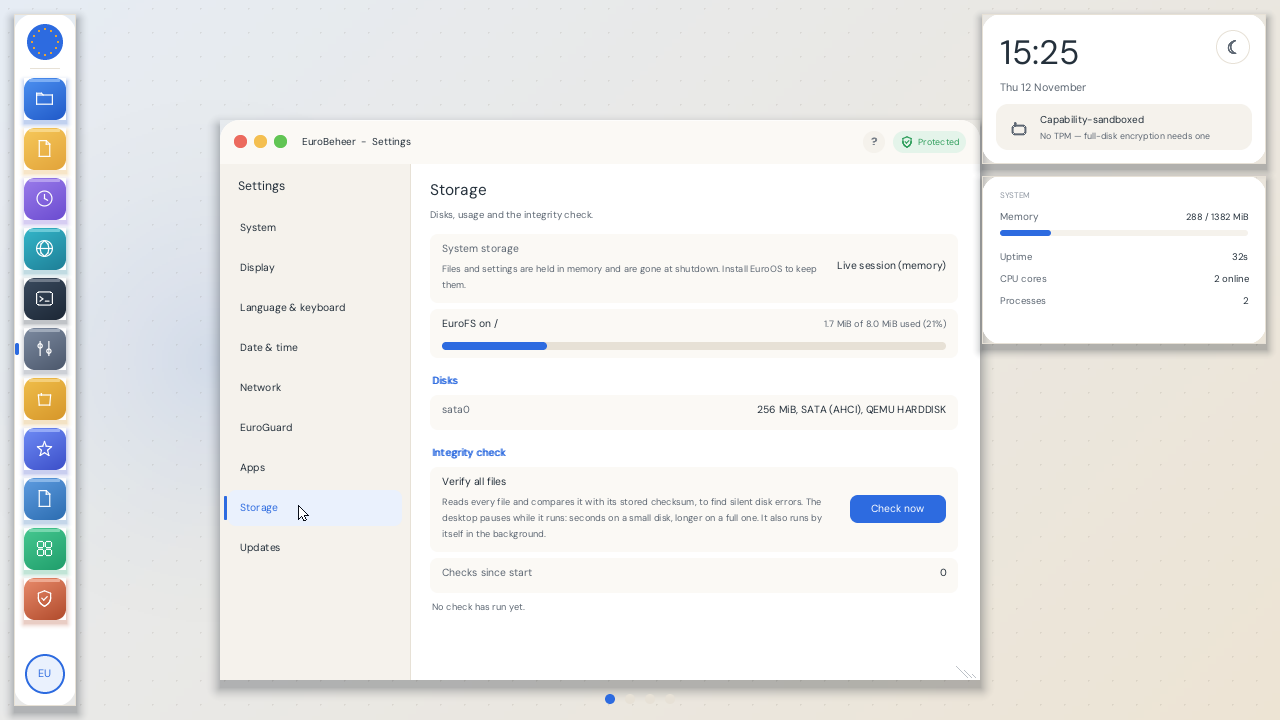 EuroBeheer – Settings
?
Protected
Settings
System
Display
Language & keyboard
Date & time
Network
EuroGuard
Apps
Storage
Updates
Storage
Disks, usage and the integrity check.
System storage
Files and settings are held in memory and are gone at shutdown. Install EuroOS to keep
them.
Live session (memory)
EuroFS on /
1.7 MiB of 8.0 MiB used (21%)
Disks
sata0
256 MiB, SATA (AHCI), QEMU HARDDISK
Integrity check
Verify all files
Reads every file and compares it with its stored checksum, to find silent disk errors. The
desktop pauses while it runs: seconds on a small disk, longer on a full one. It also runs by
itself in the background.
Check now
Checks since start
0
No check has run yet.
15:25
Thu 12 November
Capability-sandboxed
No TPM — full-disk encryption needs one
SYSTEM
Memory
288 / 1382 MiB
Uptime
32s
CPU cores
2 online
Processes
2
EU